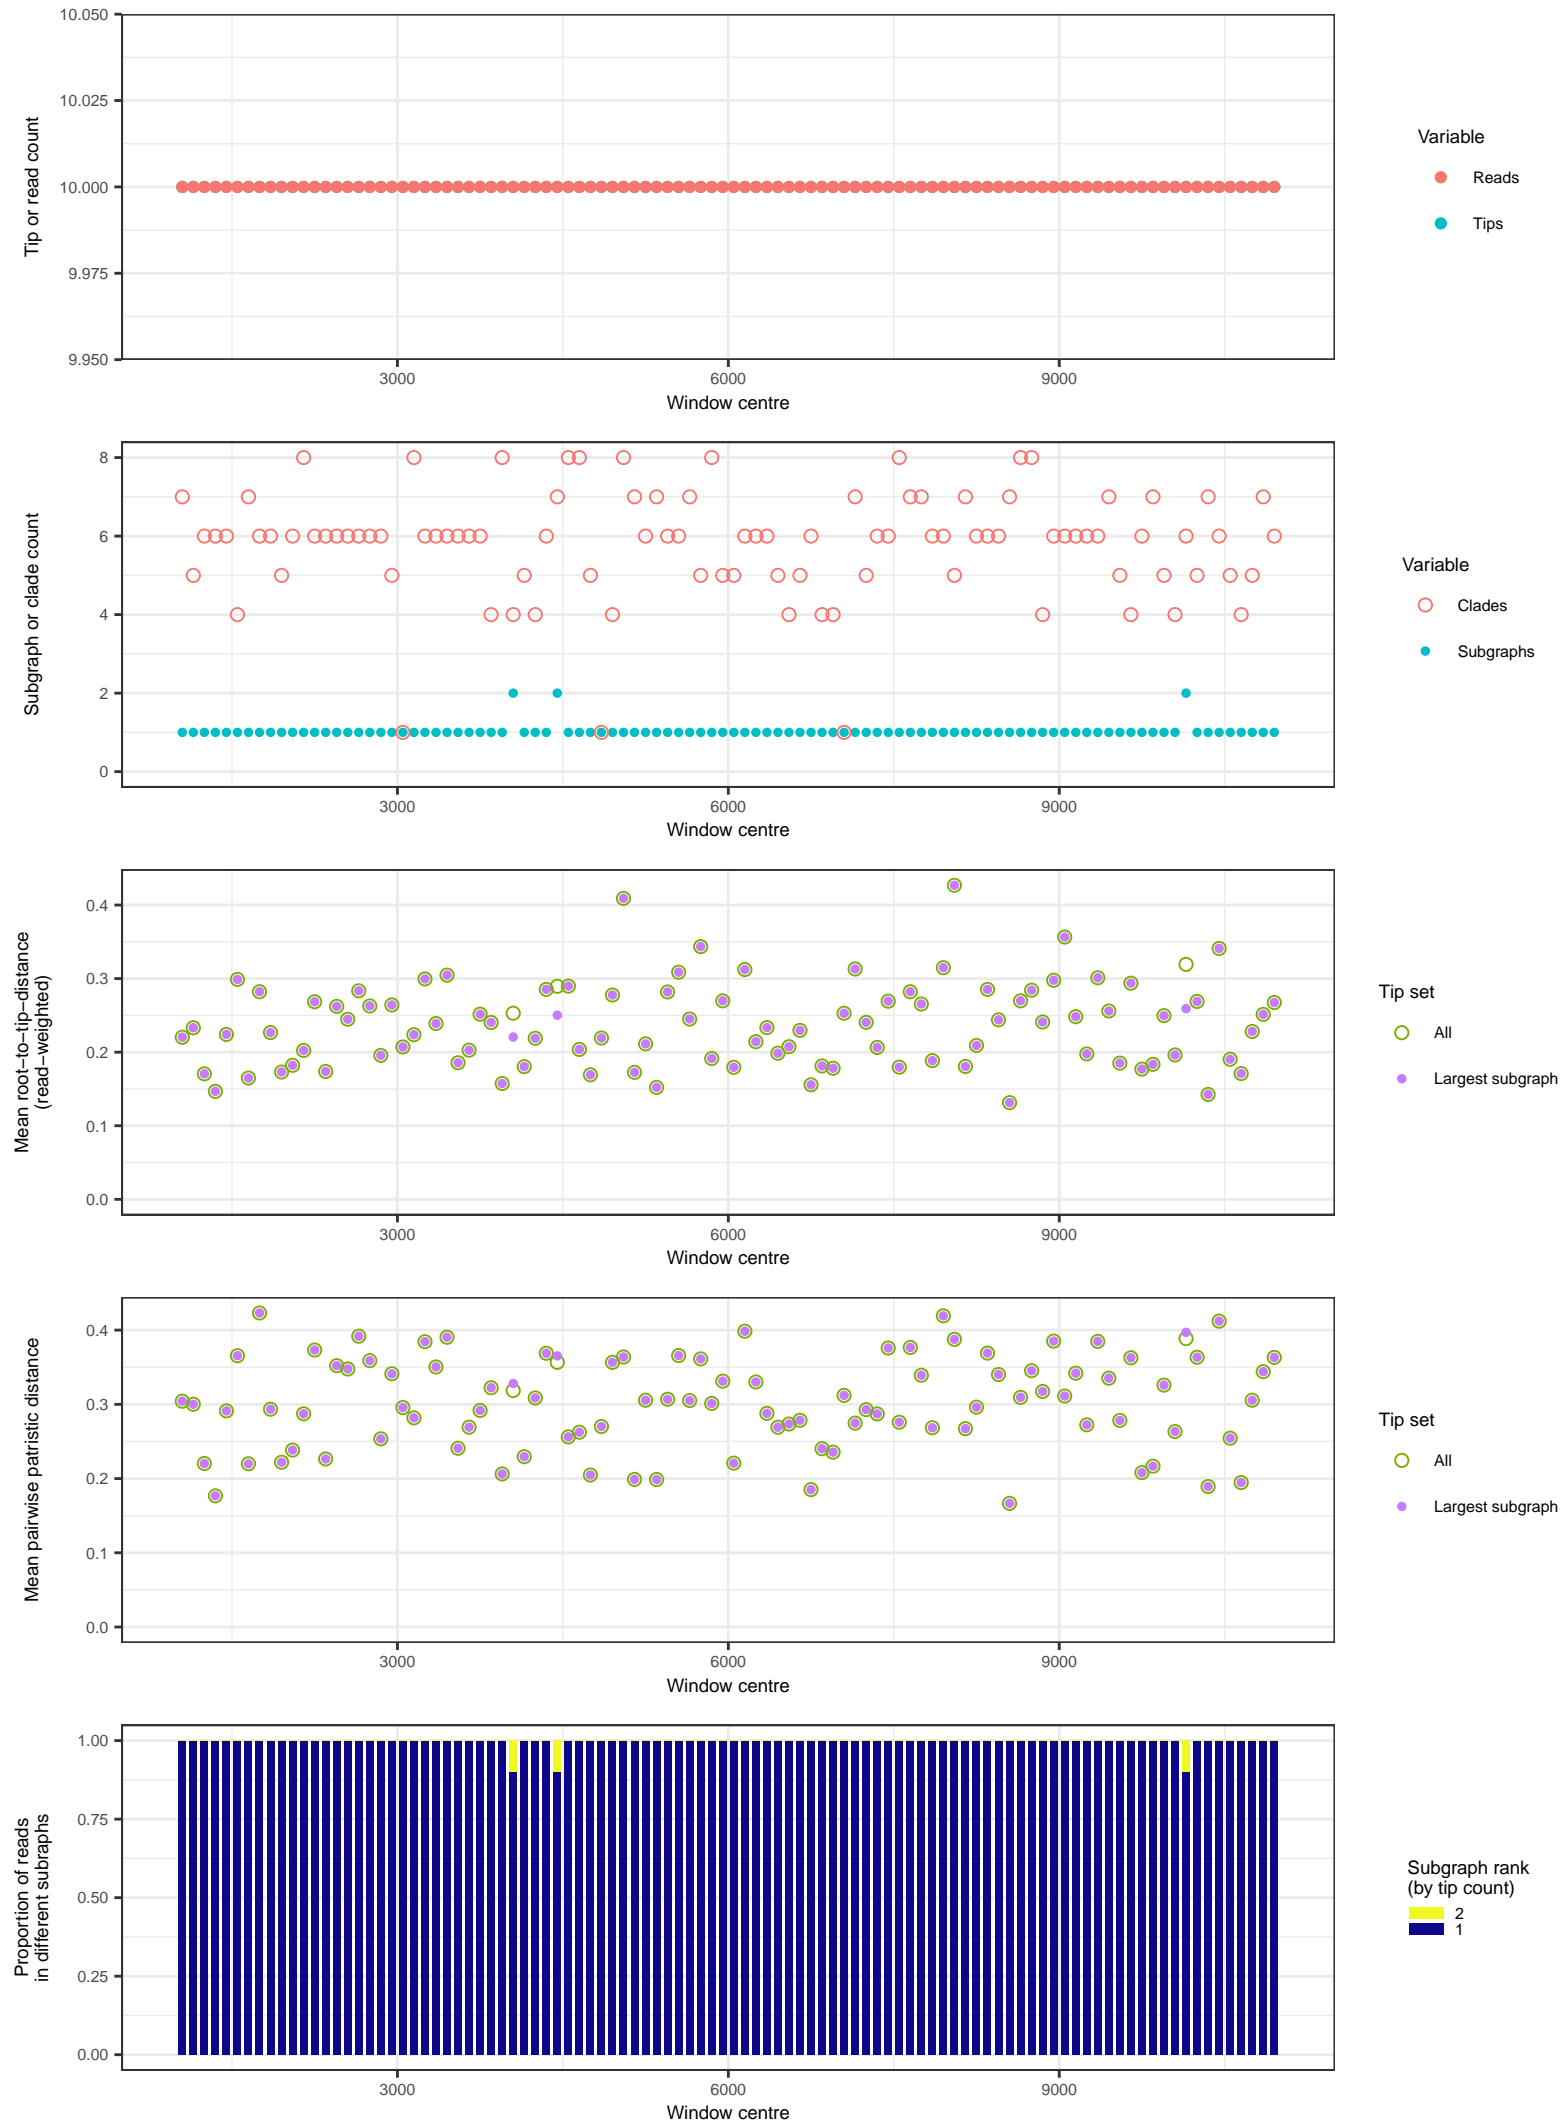 10.050
10.025
10.000
9.975
9.950
Tip or read count
3000
6000
9000
Window centre
Variable
Reads
Tips
8
6
4
2
0
Subgraph or clade count
3000
6000
9000
Window centre
Variable
Clades
Subgraphs
0.4
0.3
0.2
0.1
0.0
Mean root–to–tip–distance
(read–weighted)
3000
6000
9000
Window centre
Tip set
All
Largest subgraph
0.4
0.3
0.2
0.1
0.0
Mean pairwise patristic distance
3000
6000
9000
Window centre
Tip set
All
Largest subgraph
1.00
0.75
0.50
0.25
0.00
Proportion of reads
in different subraphs
3000
6000
9000
Window centre
Subgraph rank
(by tip count)
2
1